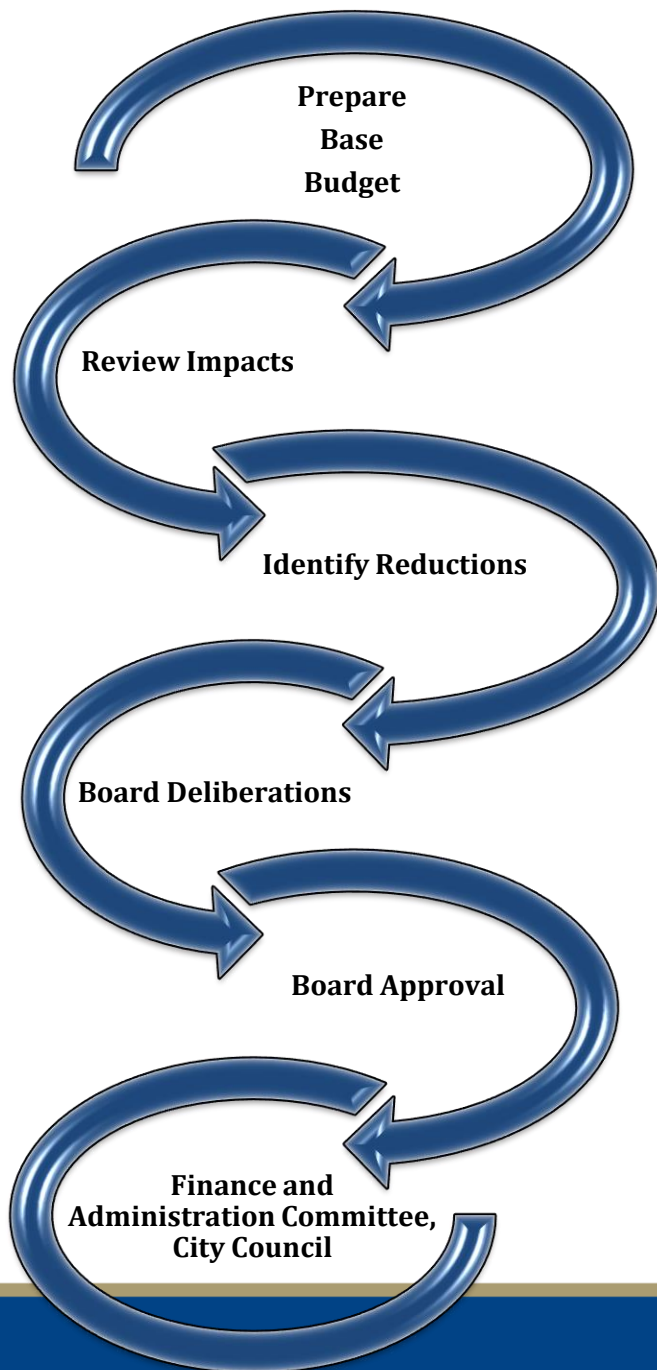 Prepare
Base
Budget
Review Impacts
Identify Reductions
Board Deliberations
Board Approval
Finance and
Administration Committee,
City Council